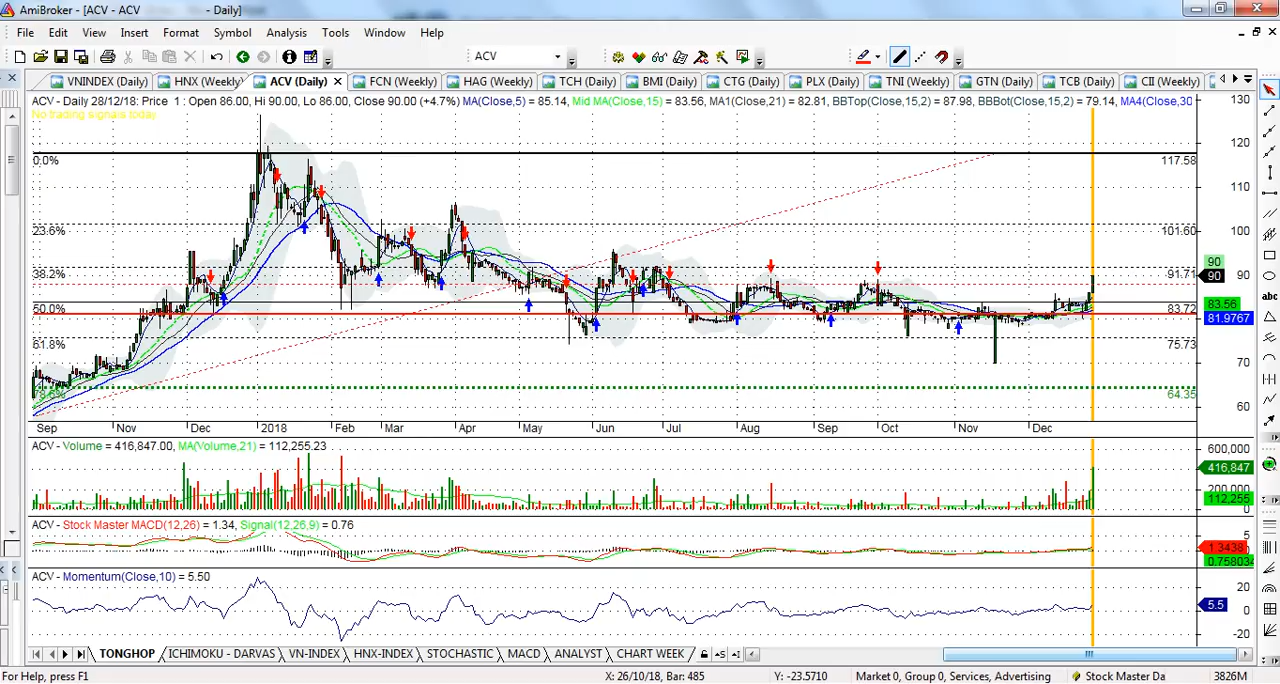 AmiBroker - [ACV - ACV - Daily]
File Edit View Insert Format Symbol Analysis Tools Window Help
ACV
VNINDEX (Daily) HNX (Weekly) ACV (Daily) FCN (Weekly) HAG (Weekly) TCH (Daily) BMI (Daily) CTG (Daily) PLX (Daily) TNI (Weekly) GTN (Daily) TCB (Daily) CII (Weekly)
ACV - Daily 28/12/18: Price 1 : Open 86.00, Hi 90.00, Lo 86.00, Close 90.00 (+4.7%) MA(Close,5) = 85.14, Mid MA(Close,15) = 83.56, MA1(Close,21) = 82.81, BBTop(Close,15,2) = 87.98, BBBot(Close,15,2) = 79.14, MA4(Close,30
No trading signals today
130
120
110
100
90
70
60
0.0% 117.58
23.6% 101.60
38.2% 91.71
50.0% 83.72
61.8% 75.73
78.6% 64.35
90
90
83.56
81.9767
Sep Nov Dec 2018 Feb Mar Apr May Jun Jul Aug Sep Oct Nov Dec
ACV - Volume = 416,847.00, MA(Volume,21) = 112,255.23
600,000
416,847
200,000
112,255
0
ACV - Stock Master MACD(12,26) = 1.34, Signal(12,26,9) = 0.76
5
1.3438
0.758034
ACV - Momentum(Close,10) = 5.50
20
5.5
0
-20
TONGHOP ICHIMOKU - DARVAS VN-INDEX HNX-INDEX STOCHASTIC MACD ANALYST CHART WEEK
For Help, press F1 X: 26/10/18, Bar: 485 Y: -23.5710 Market 0, Group 0, Services, Advertising Stock Master Da 3826M
abc